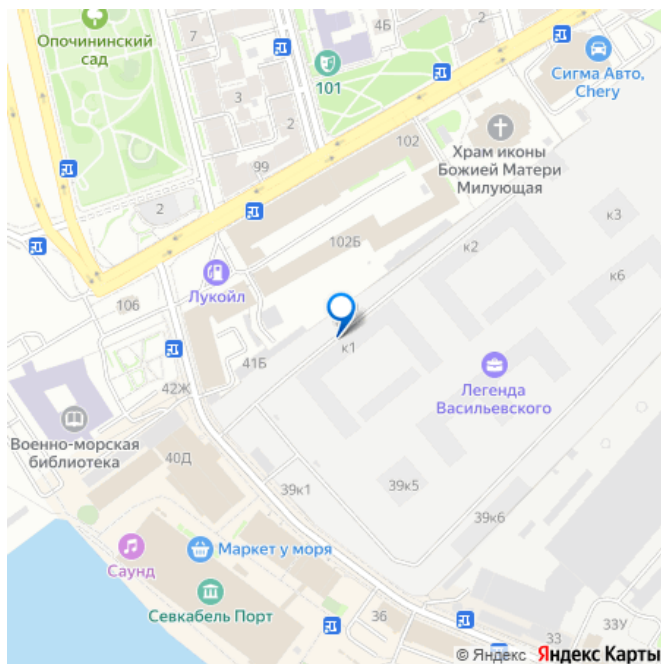 4Б
Опочининский
сад
7
Сигма Авто,
Chery
101
3
2
102
Храм иконы
Божией Матери
Милующая
99
2
к3
102Б
к2
к6
Лукойл
106
к1
41Б
Легенда
Васильевского
42Ж
Военно-морская
библиотека
40Д
39к1
39к5
39к6
Маркет у моря
Саунд
Севкабель Порт
36
33У
33
© Яндекс Яндекс Карты